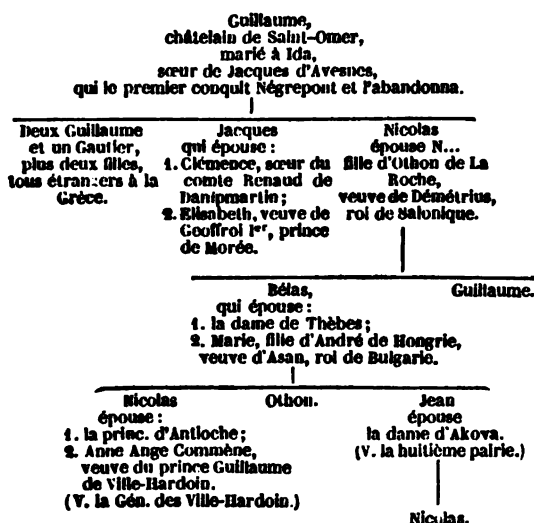 Guillaume,
châtelain de Saint-Omer,
marié à Ida,
sœur de Jacques d'Avesnes,
qui le premier conquit Négrepont et l'abandonna.
Deux Guillaume
et un Gautier,
plus deux filles,
tous étrangers à la
Grèce.
Jacques
qui épouse :
1. Clémence, sœur du
comte Renaud de
Dampmartin ;
2. Elisabeth, veuve de
Geoffroi Ier, prince
de Morée.
Nicolas
épouse N...
fille d'Othon de La
Roche,
veuve de Démétrius,
roi de Salonique.
Bélas,
qui épouse :
1. la dame de Thèbes ;
2. Marie, fille d'André de Hongrie,
veuve d'Asan, roi de Bulgarie.
Guillaume.
Nicolas
épouse :
1. la princ. d'Antioche ;
2. Anne Ange Commène,
veuve du prince Guillaume
de Ville-Hardoin.
(V. la Gén. des Ville-Hardoin.)
Othon.
Jean
épouse
la dame d'Akova.
(V. la huitième pairie.)
Nicolas.